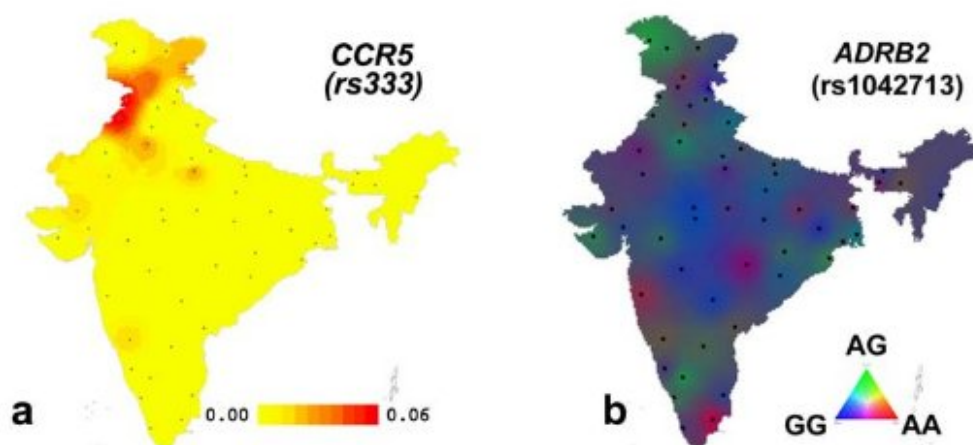 CCR5
(rs333)
ADRB2
(rs1042713)
a
0.00
0.06
b
AG
GG
AA